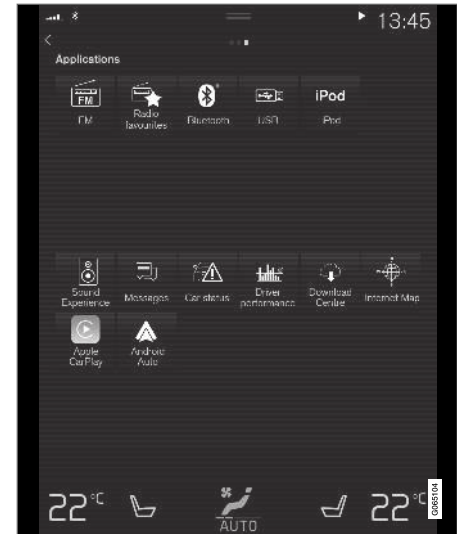 13:45
Applications
FM
iPod
FM
Radio
favourites
Bluetooth
USB
iPod
Sound
Experience
Messages
Car status
Driver
performance
Download
Centre
Internet Map
Apple
CarPlay
Android
Auto
22°C
AUTO
22°C
G065104